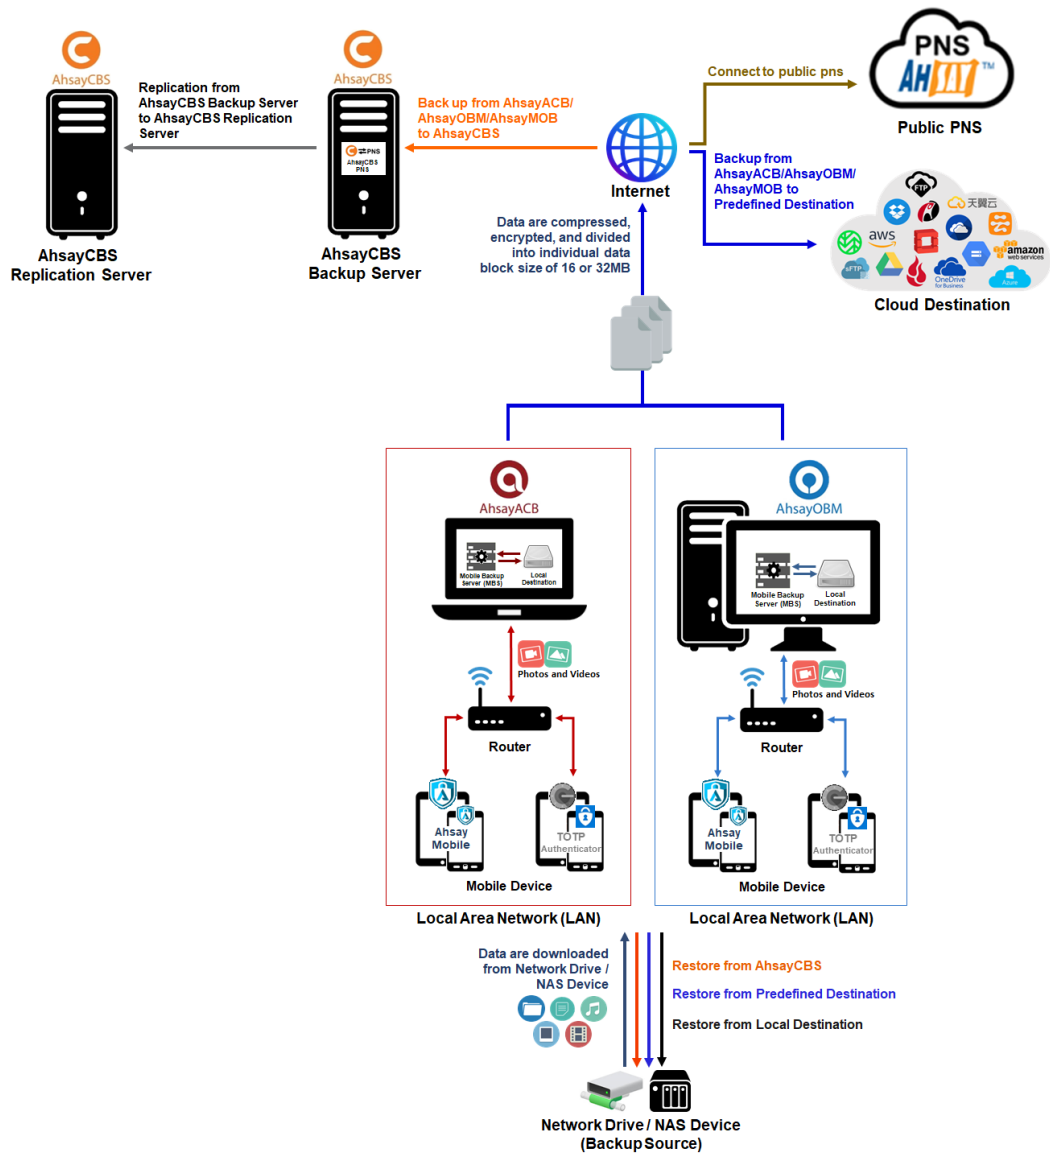 AhsayCBS
AhsayCBS
Replication from
AhsayCBS Backup Server
to AhsayCBS Replication
Server
PNS
AhsayCBS
PNS
AhsayCBS
Replication Server
AhsayCBS
Backup Server
Back up from AhsayACB/
AhsayOBM/AhsayMOB
to AhsayCBS
Internet
Connect to public pns
PNS
AHSAY™
Public PNS
Backup from
AhsayACB/AhsayOBM/
AhsayMOB to
Predefined Destination
FTP
天翼云
aws
amazon
web services
sFTP
OneDrive
for Business
Azure
Cloud Destination
Data are compressed,
encrypted, and divided
into individual data
block size of 16 or 32MB
AhsayACB
Mobile Backup
Server (MBS)
Local
Destination
Photos and Videos
Router
Ahsay
Mobile
TOTP
Authenticator
Mobile Device
Local Area Network (LAN)
AhsayOBM
Mobile Backup
Server (MBS)
Local
Destination
Photos and Videos
Router
Ahsay
Mobile
TOTP
Authenticator
Mobile Device
Local Area Network (LAN)
Data are downloaded
from Network Drive /
NAS Device
Restore from AhsayCBS
Restore from Predefined Destination
Restore from Local Destination
Network Drive / NAS Device
(Backup Source)